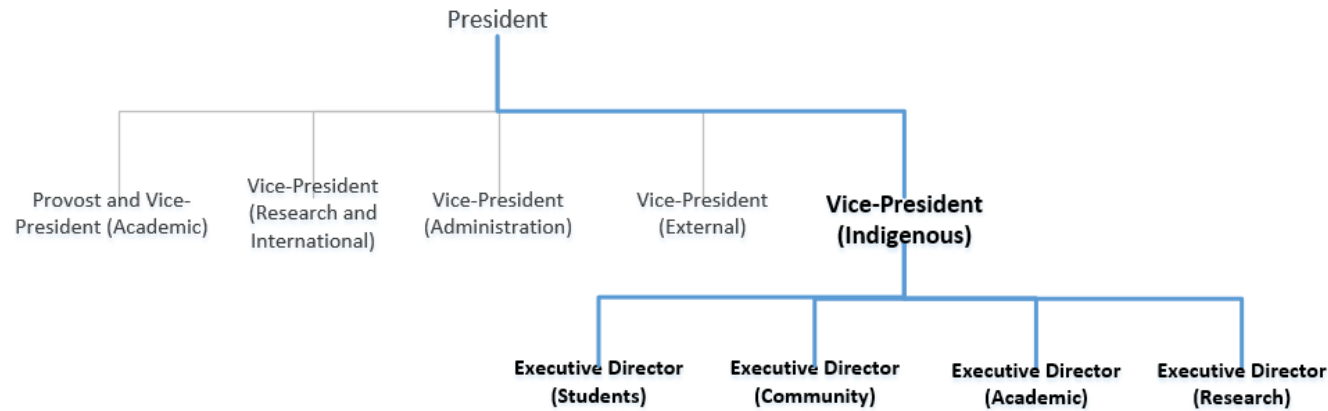 President
Provost and Vice-
President (Academic)
Vice-President
(Research and
International)
Vice-President
(Administration)
Vice-President
(External)
Vice-President
(Indigenous)
Executive Director
(Students)
Executive Director
(Community)
Executive Director
(Academic)
Executive Director
(Research)